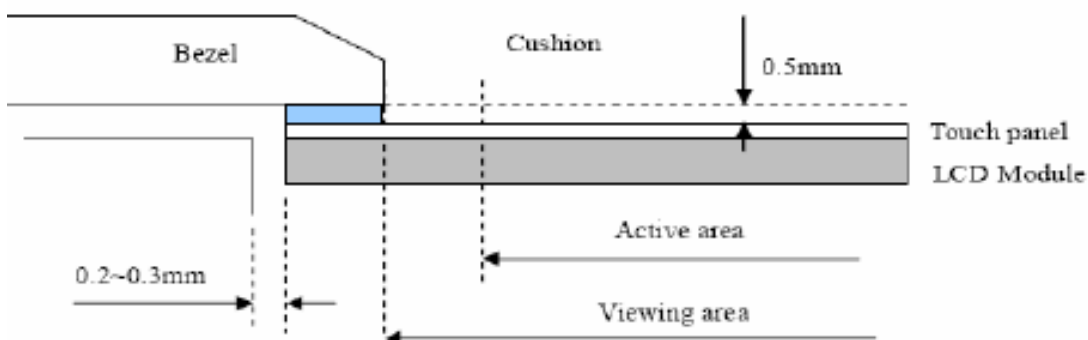 Cushion
Bezel
0.5mm
Touch panel
LCD Module
Active area
0.2~0.3mm
Viewing area